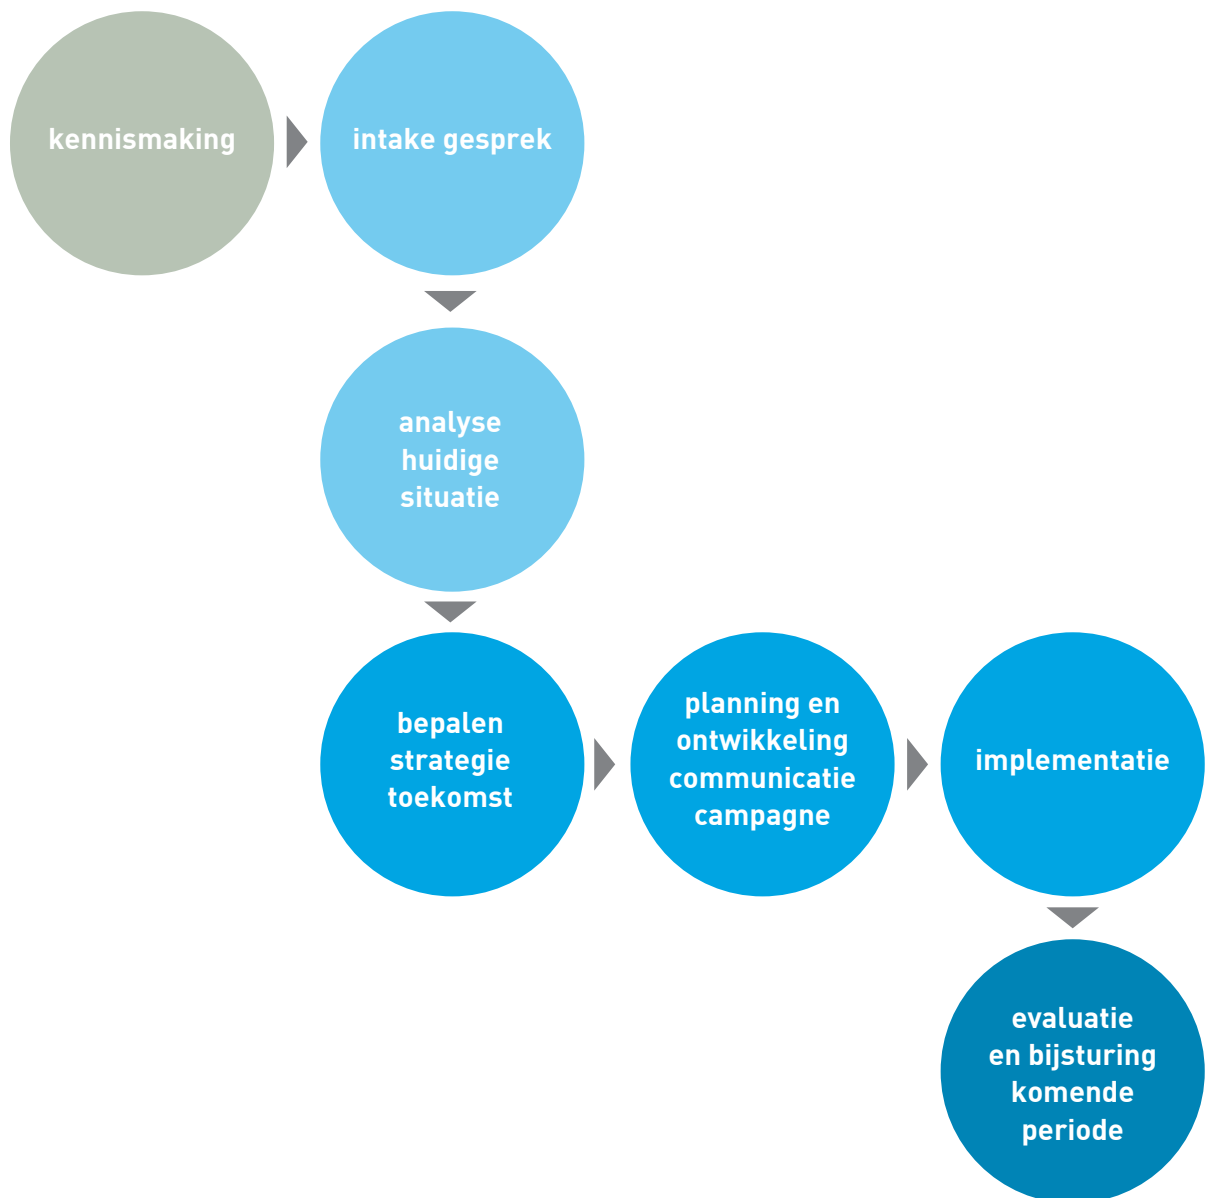 kennismaking
intake gesprek
analyse
huidige
situatie
bepalen
strategie
toekomst
planning en
ontwikkeling
communicatie
campagne
implementatie
evaluatie
en bijsturing
komende
periode